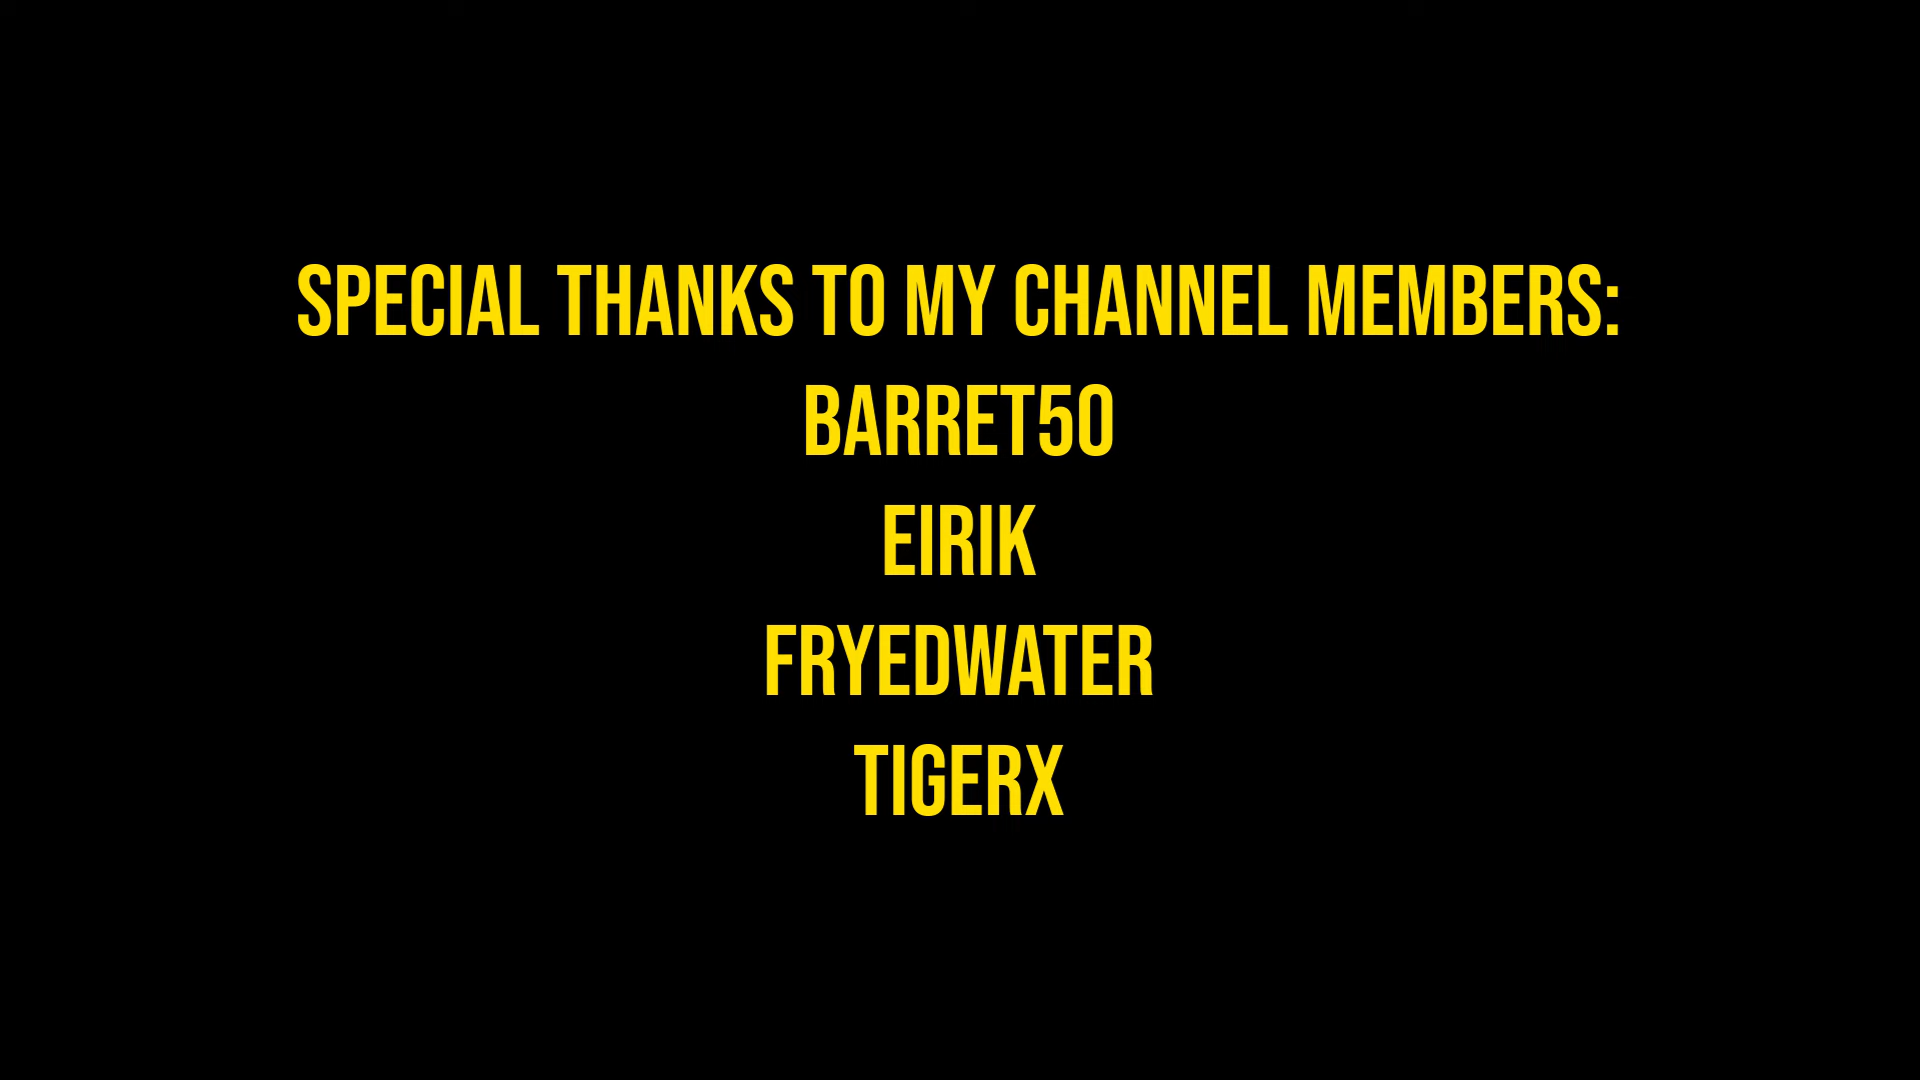 SPECIAL THANKS TO MY CHANNEL MEMBERS:
BARRET50
EIRIK
FRYEDWATER
TIGERX